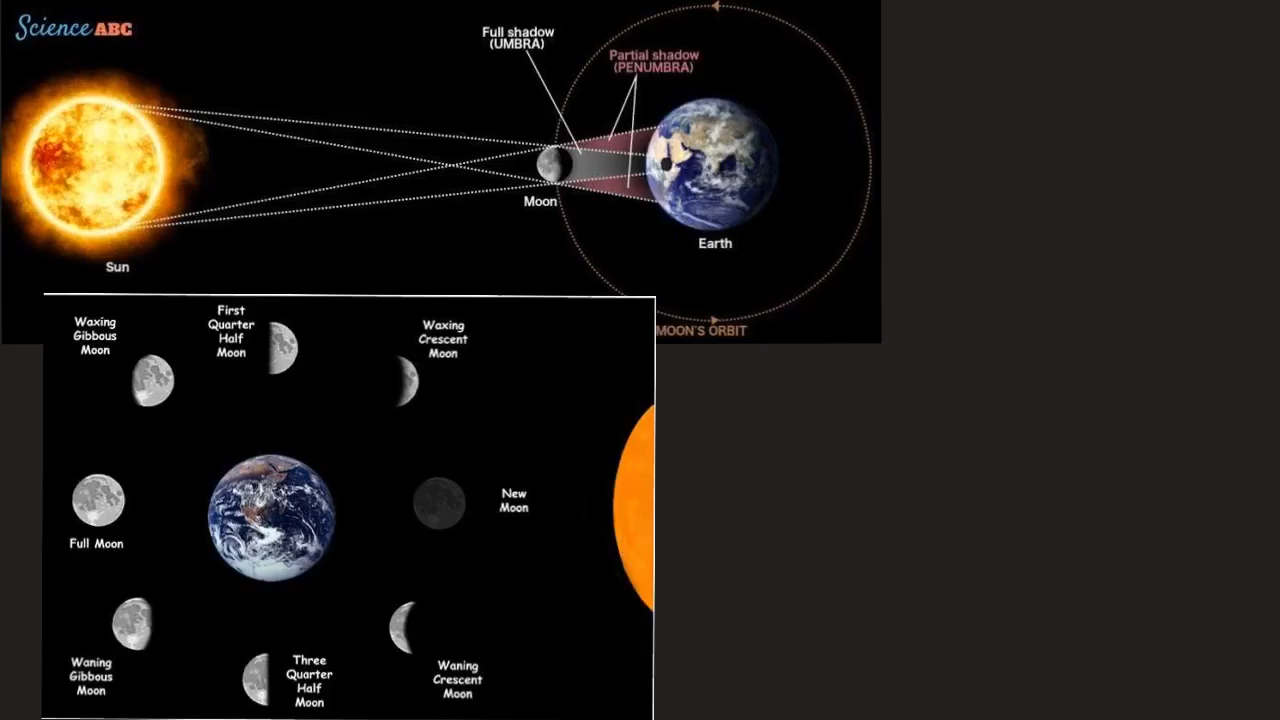 Science ABC
Full shadow
(UMBRA)
Partial shadow
(PENUMBRA)
Moon
Earth
Sun
MOON'S ORBIT
Waxing
Gibbous
Moon
First
Quarter
Half
Moon
Waxing
Crescent
Moon
Full Moon
New
Moon
Waning
Gibbous
Moon
Three
Quarter
Half
Moon
Waning
Crescent
Moon